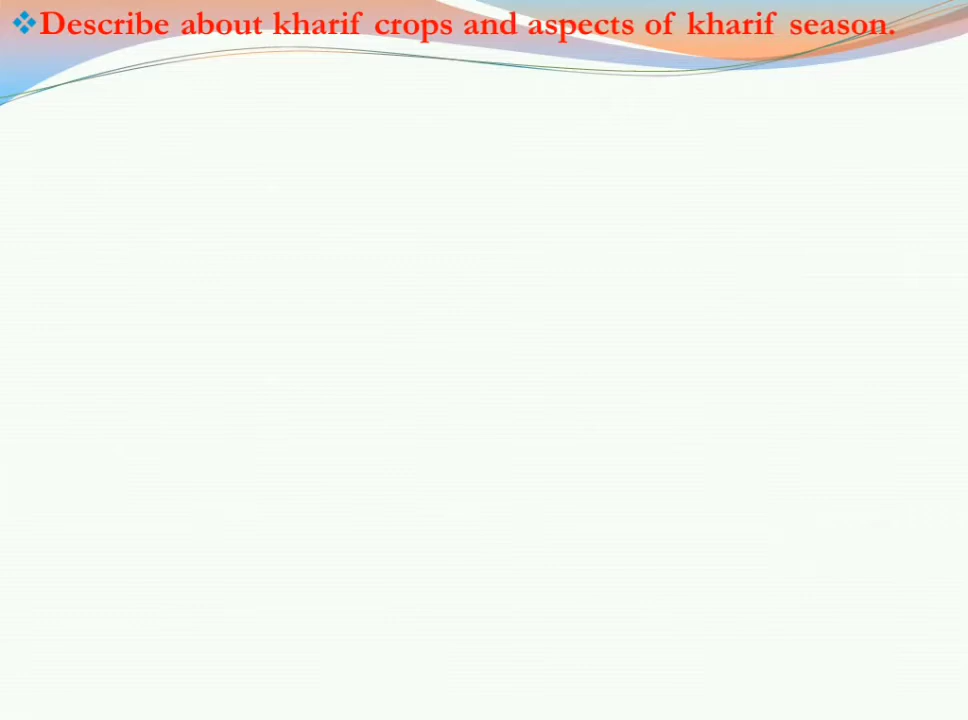 Describe about kharif crops and aspects of kharif season.